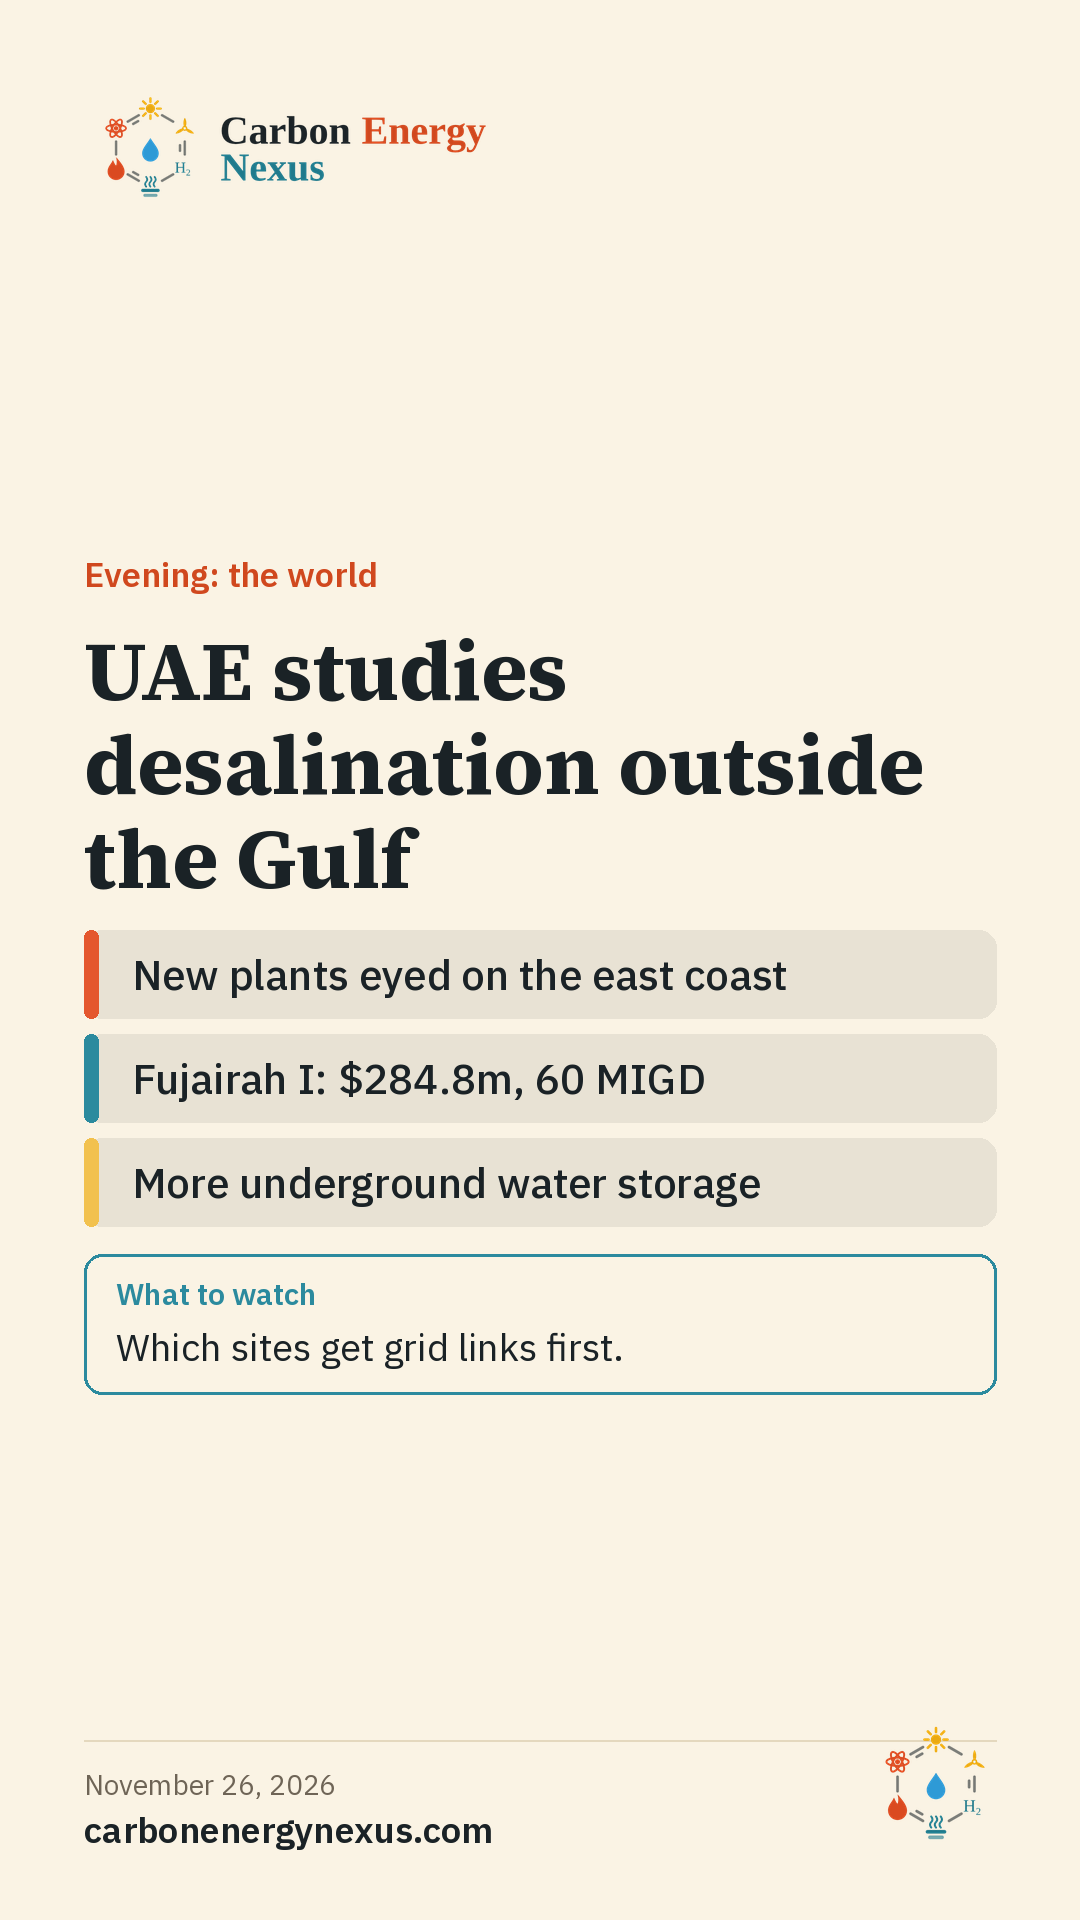 Carbon Energy
Nexus
H₂
Evening: the world
UAE studies
desalination outside
the Gulf
New plants eyed on the east coast
Fujairah I: $284.8m, 60 MIGD
More underground water storage
What to watch
Which sites get grid links first.
November 26, 2026
carbonenergynexus.com
H₂